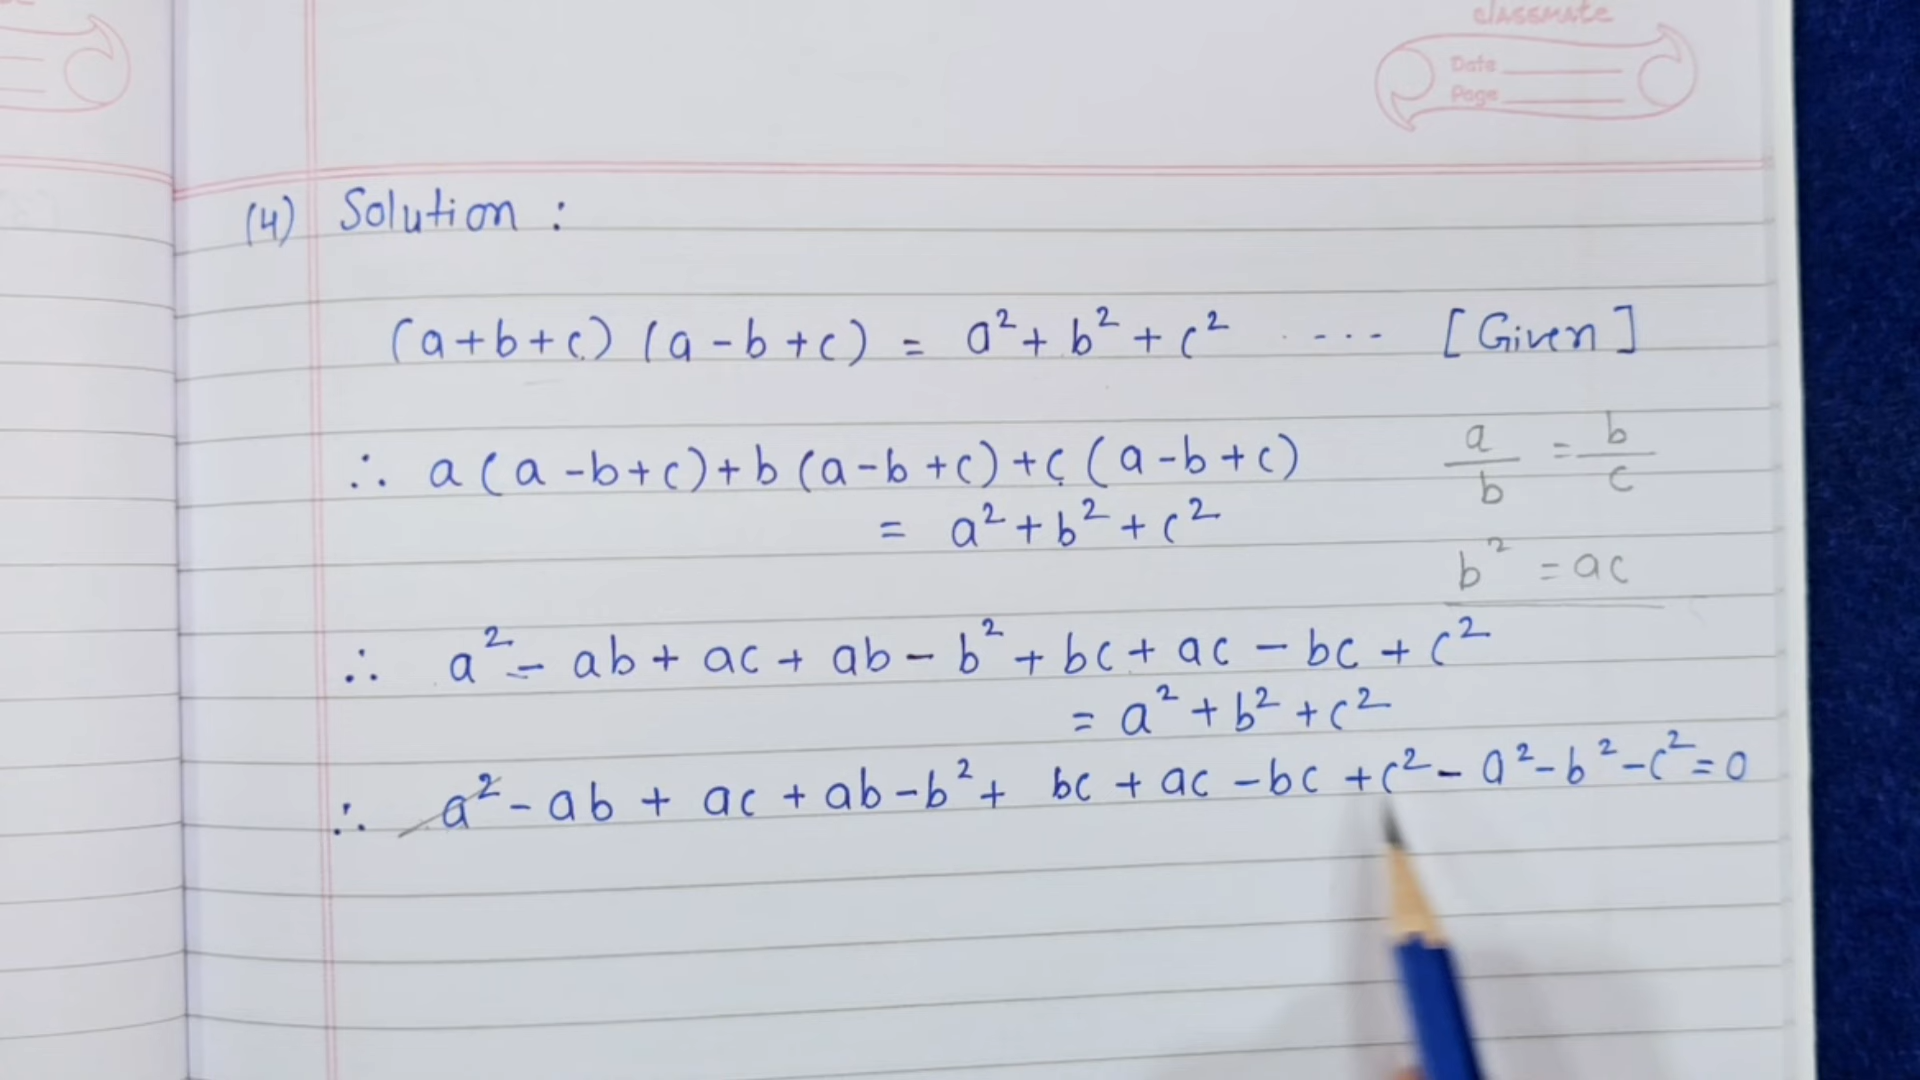 classmate
Date
Page
(4) Solution :
(a+b+c) (a-b+c) = a²+b²+c² .... [Given]
∴ a(a-b+c)+b(a-b+c)+c(a-b+c)
= a²+b²+c²
a/b = b/c
b² = ac
∴ a²- ab + ac + ab - b² + bc + ac - bc + c²
= a²+b²+c²
∴ a²-ab + ac + ab-b²+ bc + ac -bc +c²- a²-b²-c²=0